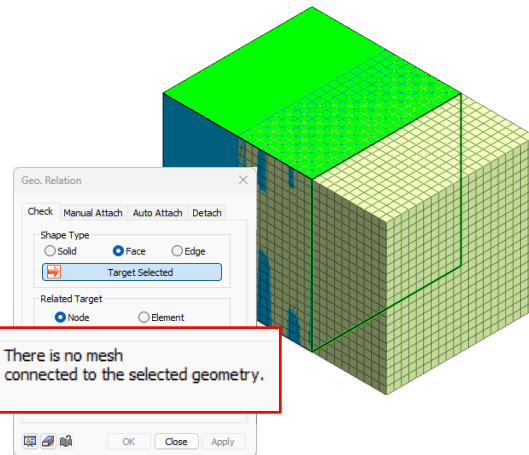 Geo. Relation
Check Manual Attach Auto Attach Detach
Shape Type
Solid Face Edge
Target Selected
Related Target
Node Element
There is no mesh
connected to the selected geometry.
OK Close Apply